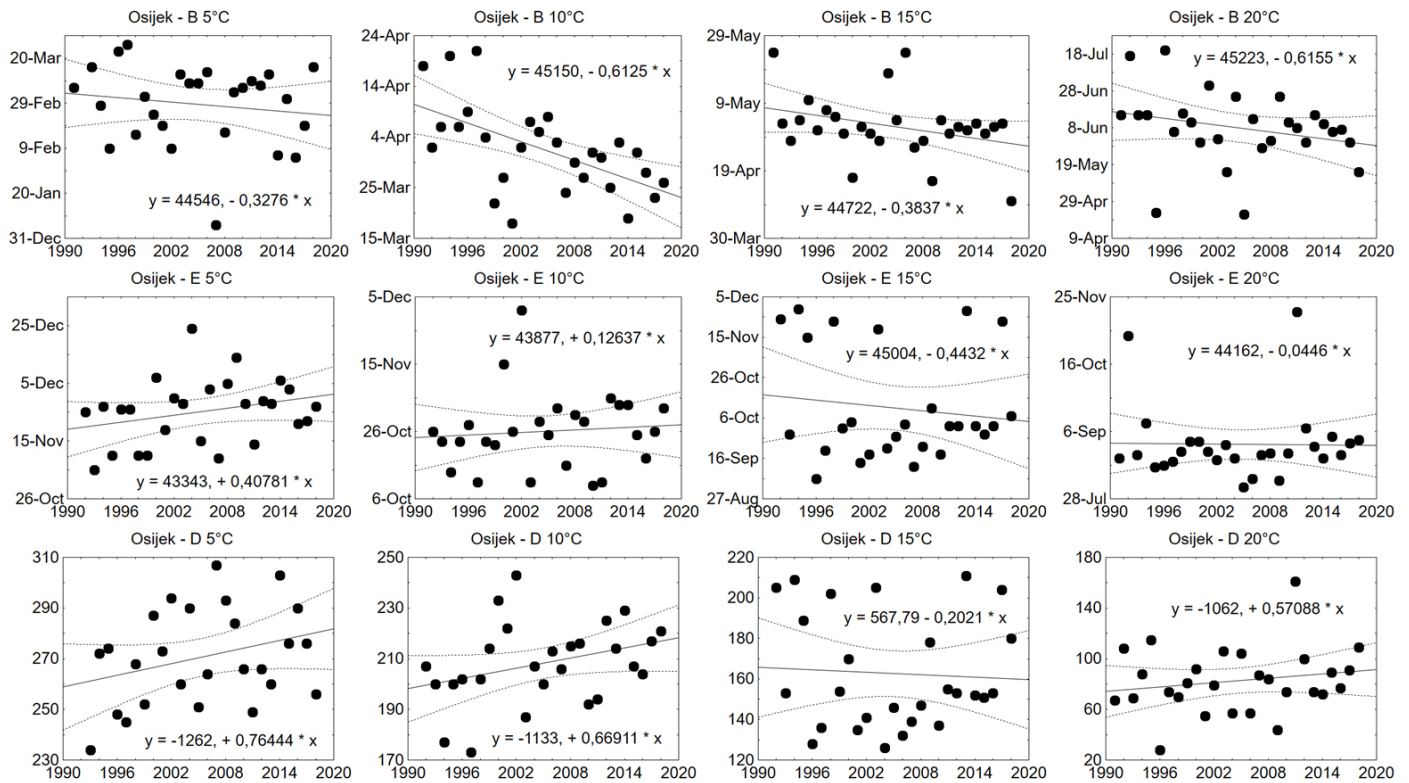 Osijek - B 5°C
20-Mar
29-Feb
9-Feb
20-Jan
31-Dec
y = 44546, - 0,3276 * x
1990 1996 2002 2008 2014 2020
Osijek - B 10°C
24-Apr
14-Apr
4-Apr
25-Mar
15-Mar
y = 45150, - 0,6125 * x
1990 1996 2002 2008 2014 2020
Osijek - B 15°C
29-May
9-May
19-Apr
30-Mar
y = 44722, - 0,3837 * x
1990 1996 2002 2008 2014 2020
Osijek - B 20°C
18-Jul
28-Jun
8-Jun
19-May
29-Apr
9-Apr
y = 45223, - 0,6155 * x
1990 1996 2002 2008 2014 2020
Osijek - E 5°C
25-Dec
5-Dec
15-Nov
26-Oct
y = 43343, + 0,40781 * x
1990 1996 2002 2008 2014 2020
Osijek - E 10°C
5-Dec
15-Nov
26-Oct
6-Oct
y = 43877, + 0,12637 * x
1990 1996 2002 2008 2014 2020
Osijek - E 15°C
5-Dec
15-Nov
26-Oct
6-Oct
16-Sep
27-Aug
y = 45004, - 0,4432 * x
1990 1996 2002 2008 2014 2020
Osijek - E 20°C
25-Nov
16-Oct
6-Sep
28-Jul
y = 44162, - 0,0446 * x
1990 1996 2002 2008 2014 2020
Osijek - D 5°C
310
290
270
250
230
y = -1262, + 0,76444 * x
1990 1996 2002 2008 2014 2020
Osijek - D 10°C
250
230
210
190
170
y = -1133, + 0,66911 * x
1990 1996 2002 2008 2014 2020
Osijek - D 15°C
220
200
180
160
140
120
y = 567,79 - 0,2021 * x
1990 1996 2002 2008 2014 2020
Osijek - D 20°C
180
140
100
60
20
y = -1062, + 0,57088 * x
1990 1996 2002 2008 2014 2020